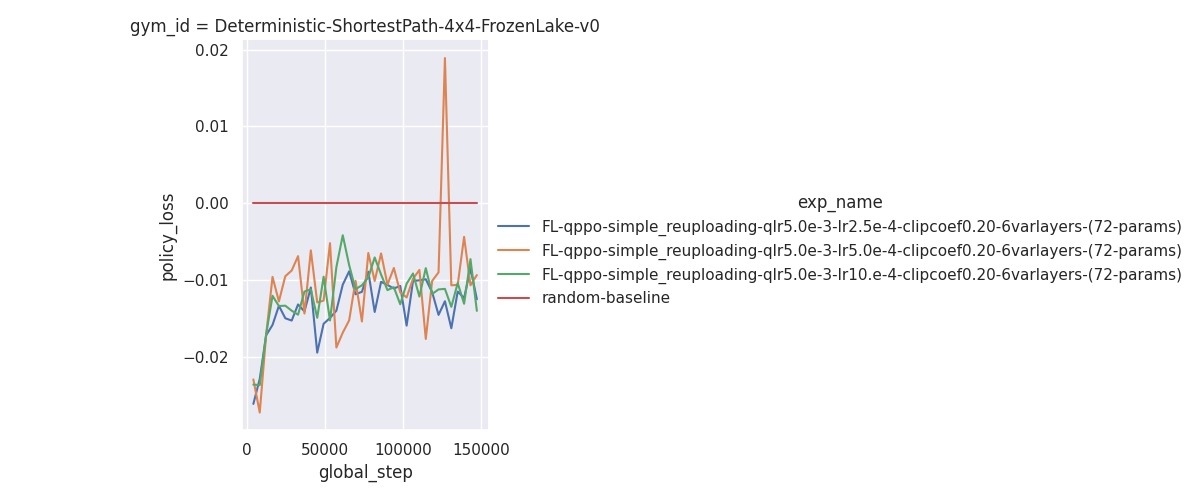 gym_id = Deterministic-ShortestPath-4x4-FrozenLake-v0
0.02
0.01
0.00
−0.01
−0.02
policy_loss
0
50000
100000
150000
global_step
exp_name
FL-qppo-simple_reuploading-qlr5.0e-3-lr2.5e-4-clipcoef0.20-6varlayers-(72-params)
FL-qppo-simple_reuploading-qlr5.0e-3-lr5.0e-4-clipcoef0.20-6varlayers-(72-params)
FL-qppo-simple_reuploading-qlr5.0e-3-lr10.e-4-clipcoef0.20-6varlayers-(72-params)
random-baseline